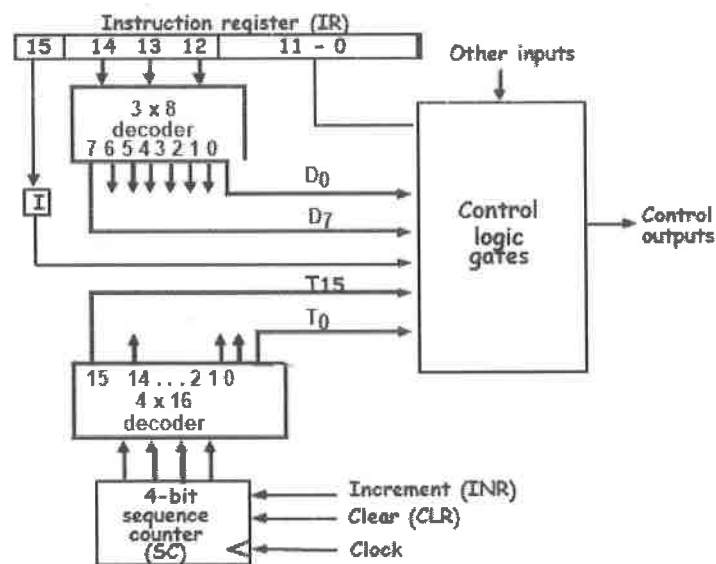 Instruction register (IR)
15 14 13 12 11 - 0
Other inputs
3 x 8
decoder
7 6 5 4 3 2 1 0
D0
I
D7
Control
logic
gates
Control
outputs
T15
T0
15 14 . . . 2 1 0
4 x 16
decoder
4-bit
sequence
counter
(SC)
Increment (INR)
Clear (CLR)
Clock